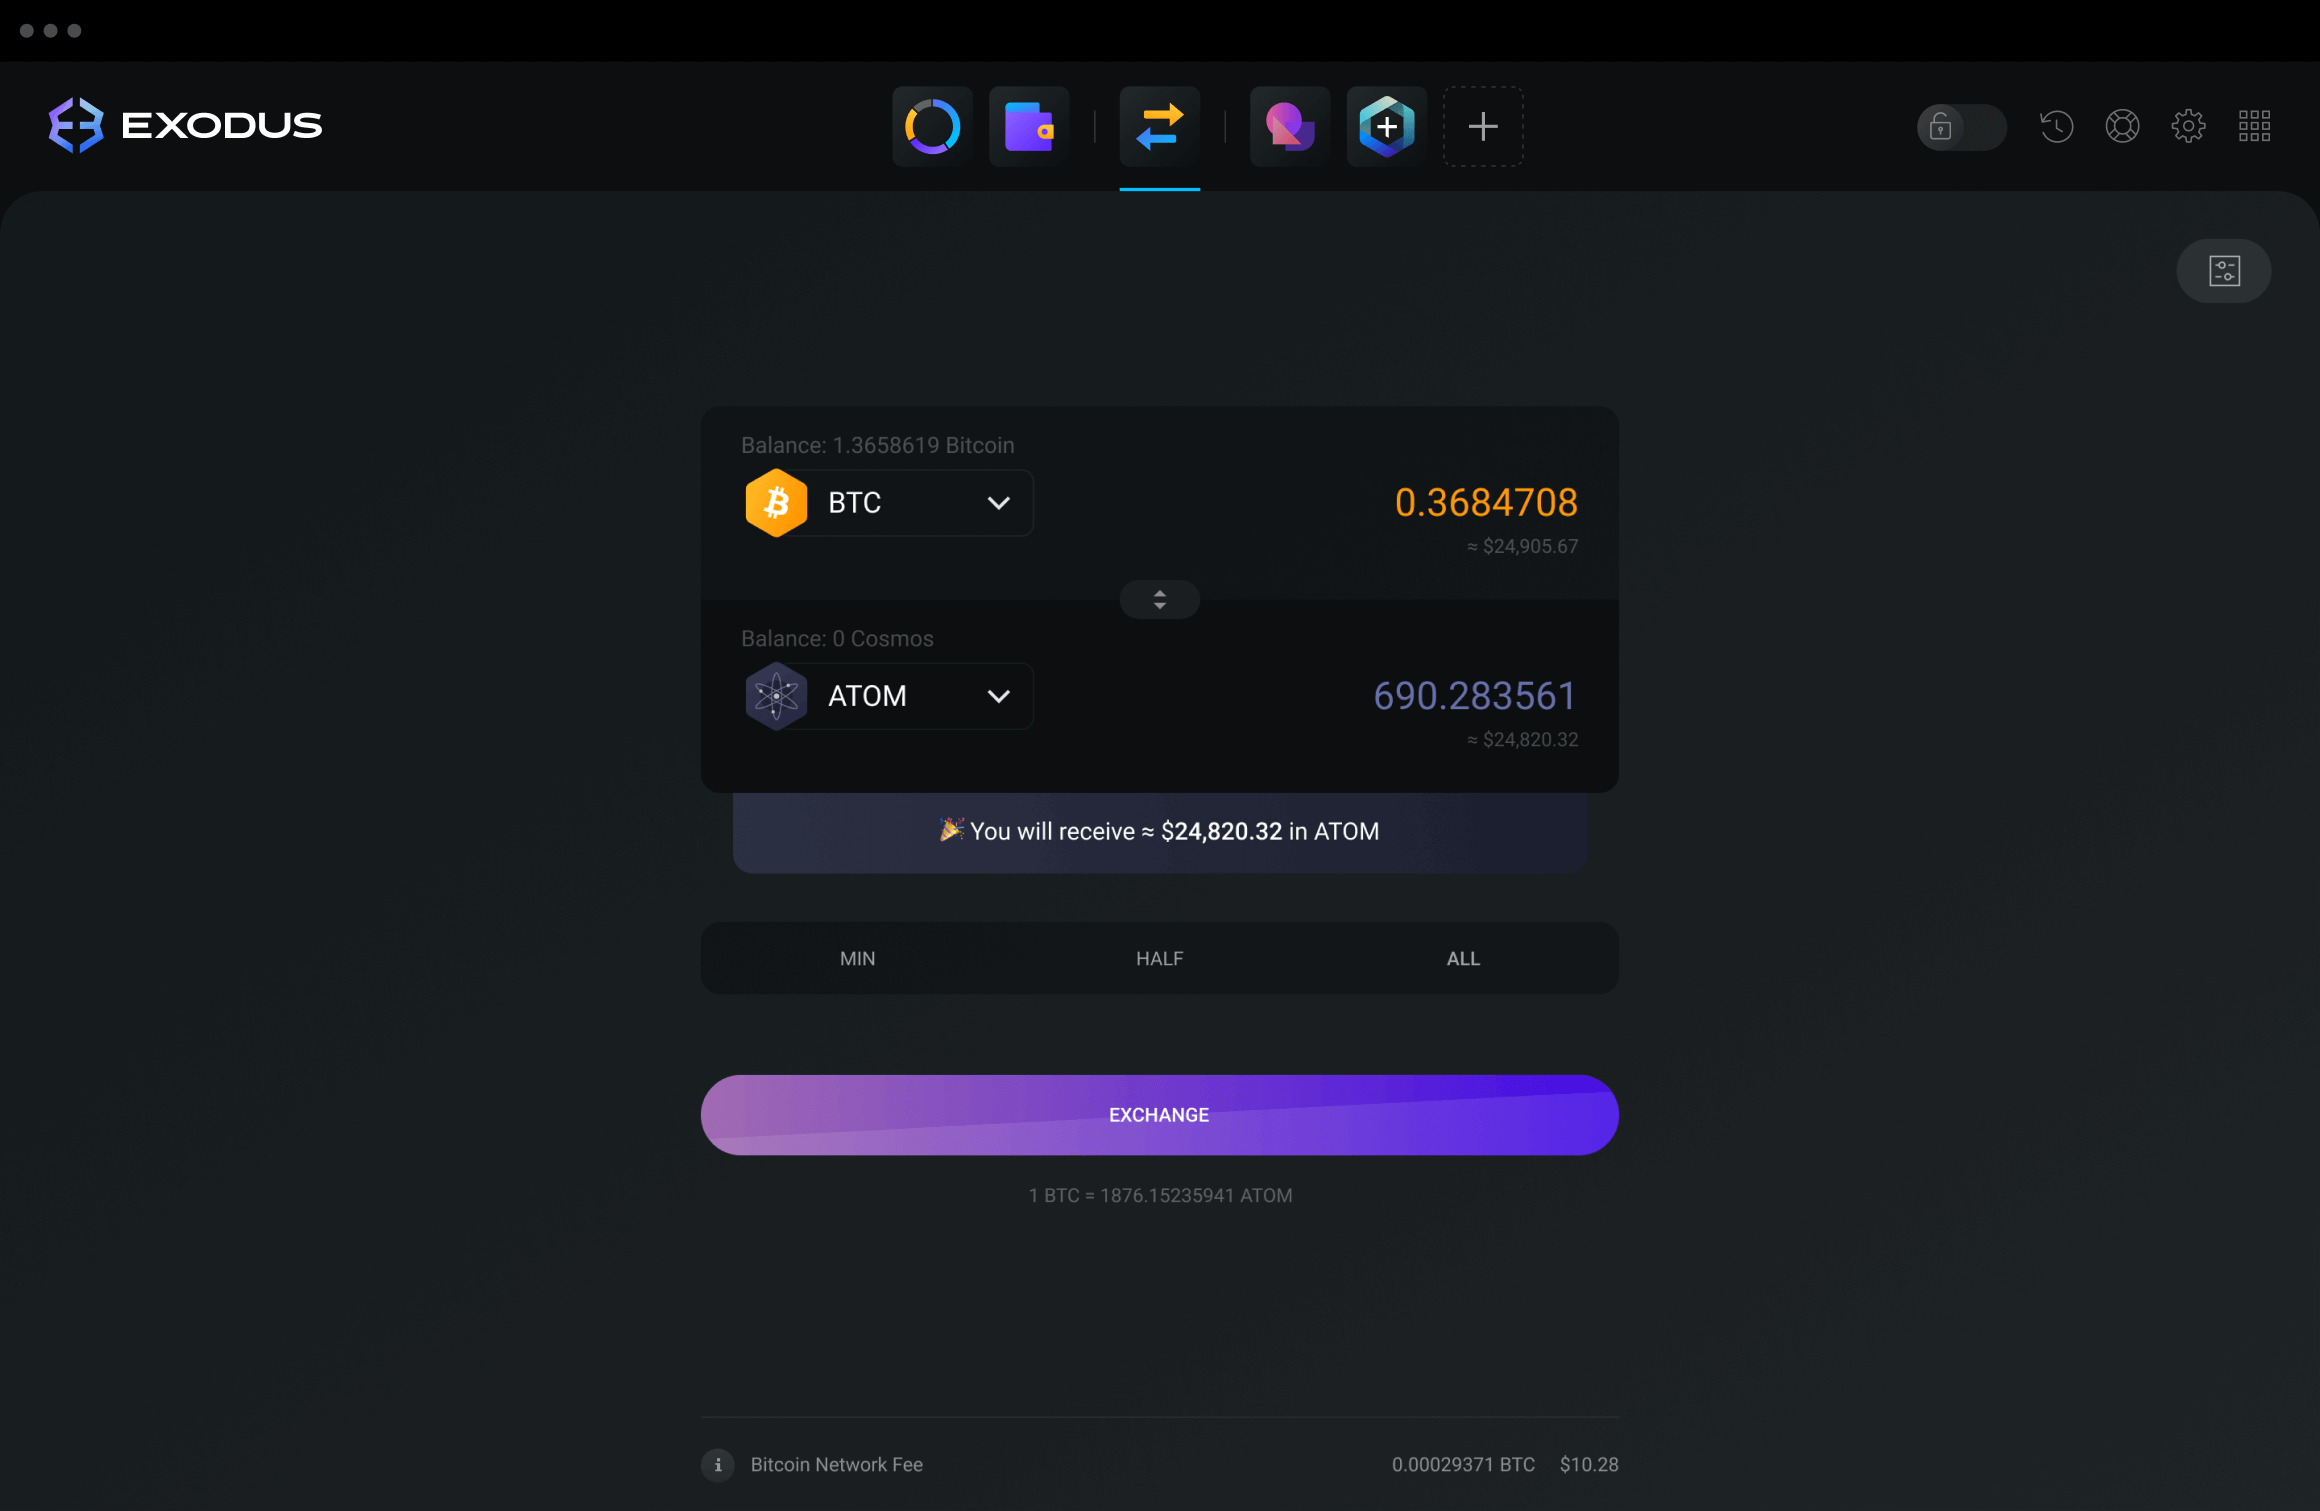 EXODUS
Balance: 1.3658619 Bitcoin
BTC
0.3684708
≈ $24,905.67
Balance: 0 Cosmos
ATOM
690.283561
≈ $24,820.32
🎉 You will receive ≈ $24,820.32 in ATOM
MIN HALF ALL
EXCHANGE
1 BTC = 1876.15235941 ATOM
Bitcoin Network Fee 0.00029371 BTC $10.28